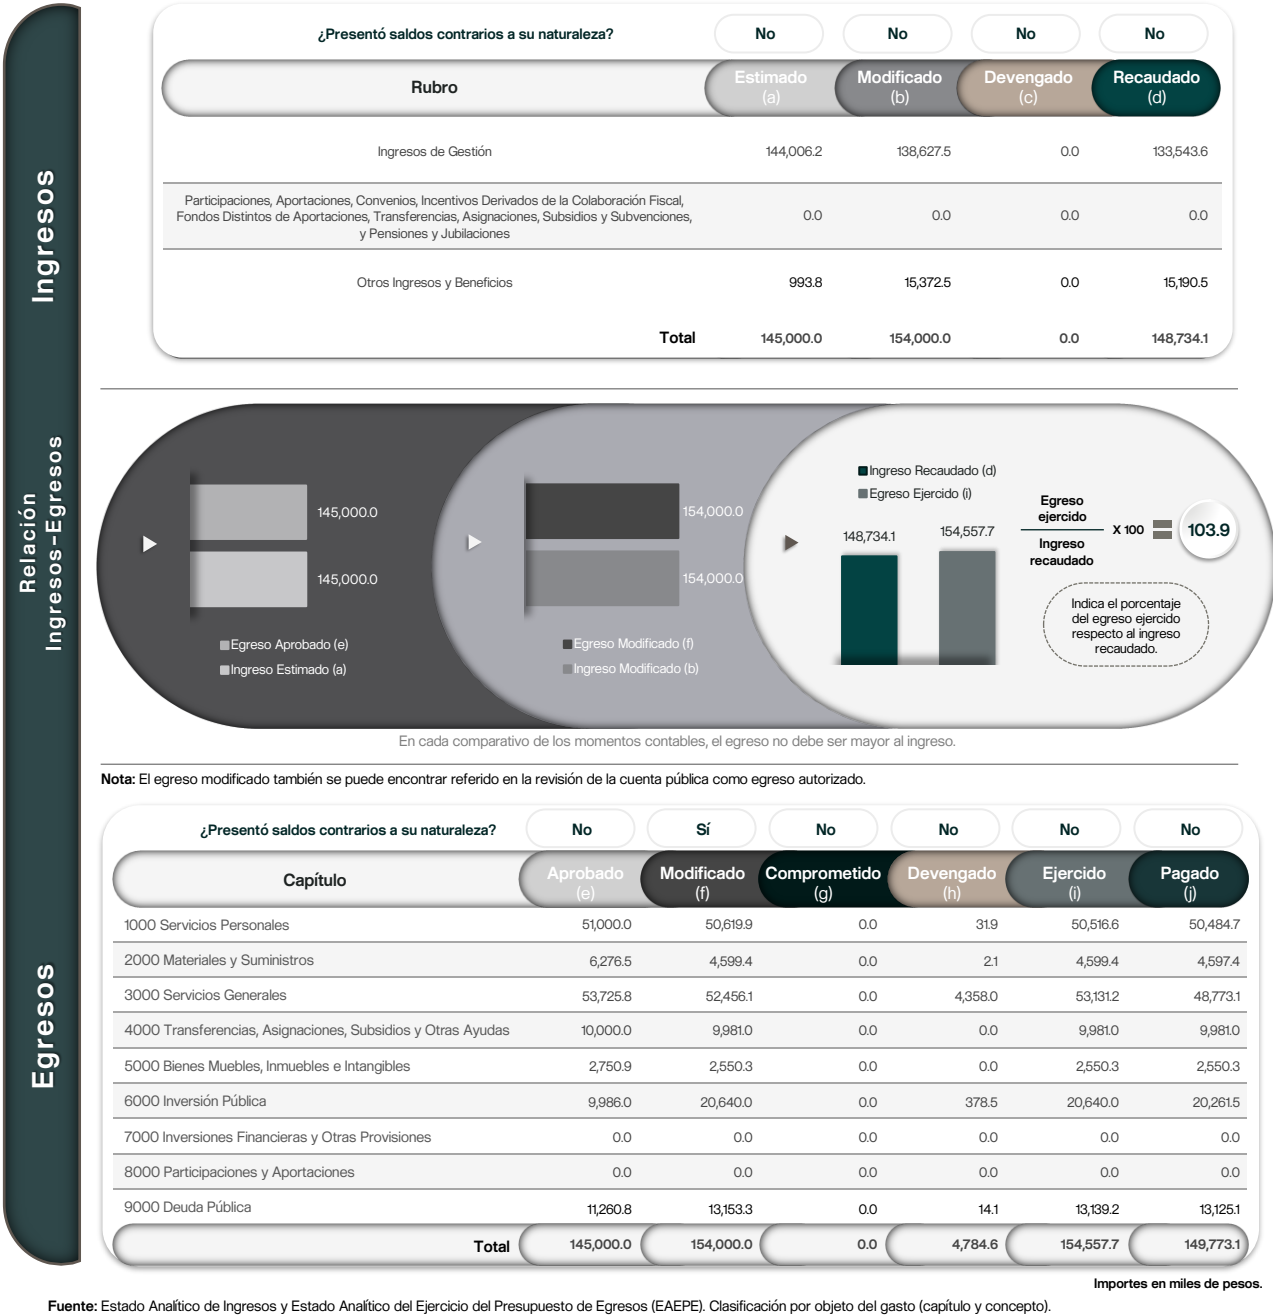 Ingresos
¿Presentó saldos contrarios a su naturaleza? No No No No
Rubro Estimado (a) Modificado (b) Devengado (c) Recaudado (d)
Ingresos de Gestión 144,006.2 138,627.5 0.0 133,543.6
Participaciones, Aportaciones, Convenios, Incentivos Derivados de la Colaboración Fiscal,
Fondos Distintos de Aportaciones, Transferencias, Asignaciones, Subsidios y Subvenciones,
y Pensiones y Jubilaciones
0.0 0.0 0.0 0.0
Otros Ingresos y Beneficios 993.8 15,372.5 0.0 15,190.5
Total 145,000.0 154,000.0 0.0 148,734.1
Relación
Ingresos-Egresos
145,000.0
145,000.0
Egreso Aprobado (e)
Ingreso Estimado (a)
154,000.0
154,000.0
Egreso Modificado (f)
Ingreso Modificado (b)
Ingreso Recaudado (d)
Egreso Ejercido (i)
148,734.1
154,557.7
Egreso
ejercido
Ingreso
recaudado
X 100 = 103.9
Indica el porcentaje
del egreso ejercido
respecto al ingreso
recaudado.
En cada comparativo de los momentos contables, el egreso no debe ser mayor al ingreso.
Nota: El egreso modificado también se puede encontrar referido en la revisión de la cuenta pública como egreso autorizado.
Egresos
¿Presentó saldos contrarios a su naturaleza? No Sí No No No No
Capítulo Aprobado (e) Modificado (f) Comprometido (g) Devengado (h) Ejercido (i) Pagado (j)
1000 Servicios Personales 51,000.0 50,619.9 0.0 31.9 50,516.6 50,484.7
2000 Materiales y Suministros 6,276.5 4,599.4 0.0 2.1 4,599.4 4,597.4
3000 Servicios Generales 53,725.8 52,456.1 0.0 4,358.0 53,131.2 48,773.1
4000 Transferencias, Asignaciones, Subsidios y Otras Ayudas 10,000.0 9,981.0 0.0 0.0 9,981.0 9,981.0
5000 Bienes Muebles, Inmuebles e Intangibles 2,750.9 2,550.3 0.0 0.0 2,550.3 2,550.3
6000 Inversión Pública 9,986.0 20,640.0 0.0 378.5 20,640.0 20,261.5
7000 Inversiones Financieras y Otras Provisiones 0.0 0.0 0.0 0.0 0.0 0.0
8000 Participaciones y Aportaciones 0.0 0.0 0.0 0.0 0.0 0.0
9000 Deuda Pública 11,260.8 13,153.3 0.0 14.1 13,139.2 13,125.1
Total 145,000.0 154,000.0 0.0 4,784.6 154,557.7 149,773.1
Importes en miles de pesos.
Fuente: Estado Analítico de Ingresos y Estado Analítico del Ejercicio del Presupuesto de Egresos (EAEPE). Clasificación por objeto del gasto (capítulo y concepto).